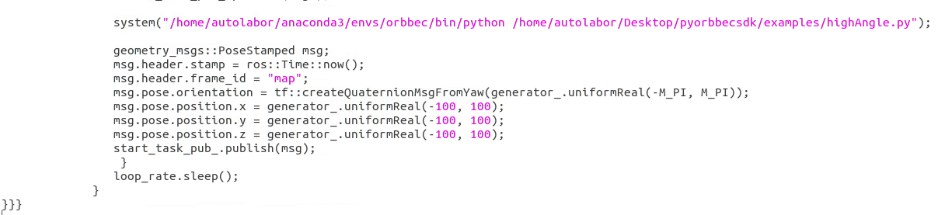 system("/home/autolabor/anaconda3/envs/orbbec/bin/python /home/autolabor/Desktop/pyorbbecsdk/examples/highAngle.py");
geometry_msgs::PoseStamped msg;
msg.header.stamp = ros::Time::now();
msg.header.frame_id = "map";
msg.pose.orientation = tf::createQuaternionMsgFromYaw(generator_.uniformReal(-M_PI, M_PI));
msg.pose.position.x = generator_.uniformReal(-100, 100);
msg.pose.position.y = generator_.uniformReal(-100, 100);
msg.pose.position.z = generator_.uniformReal(-100, 100);
start_task_pub_.publish(msg);
}
loop_rate.sleep();
}
}}}